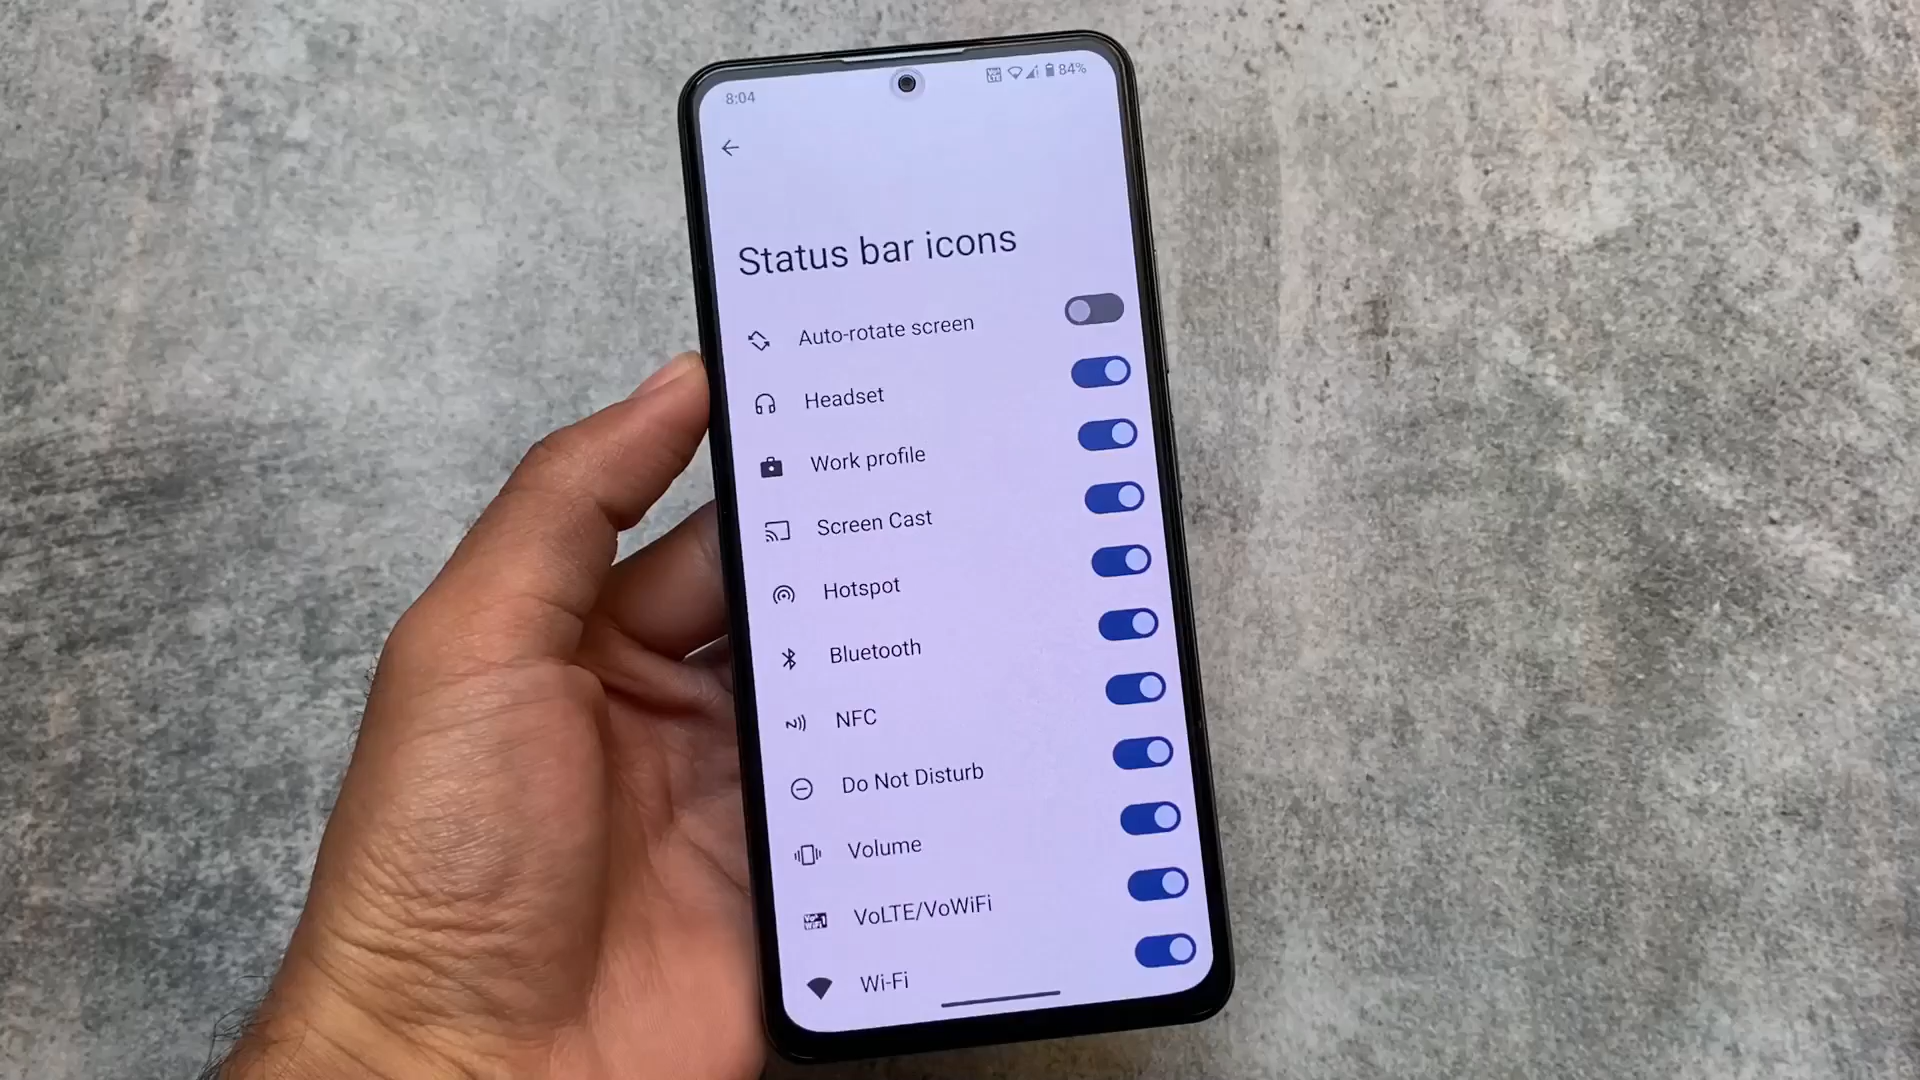 8:04
84%
Status bar icons
Auto-rotate screen
Headset
Work profile
Screen Cast
Hotspot
Bluetooth
NFC
Do Not Disturb
Volume
VoLTE/VoWiFi
Wi-Fi